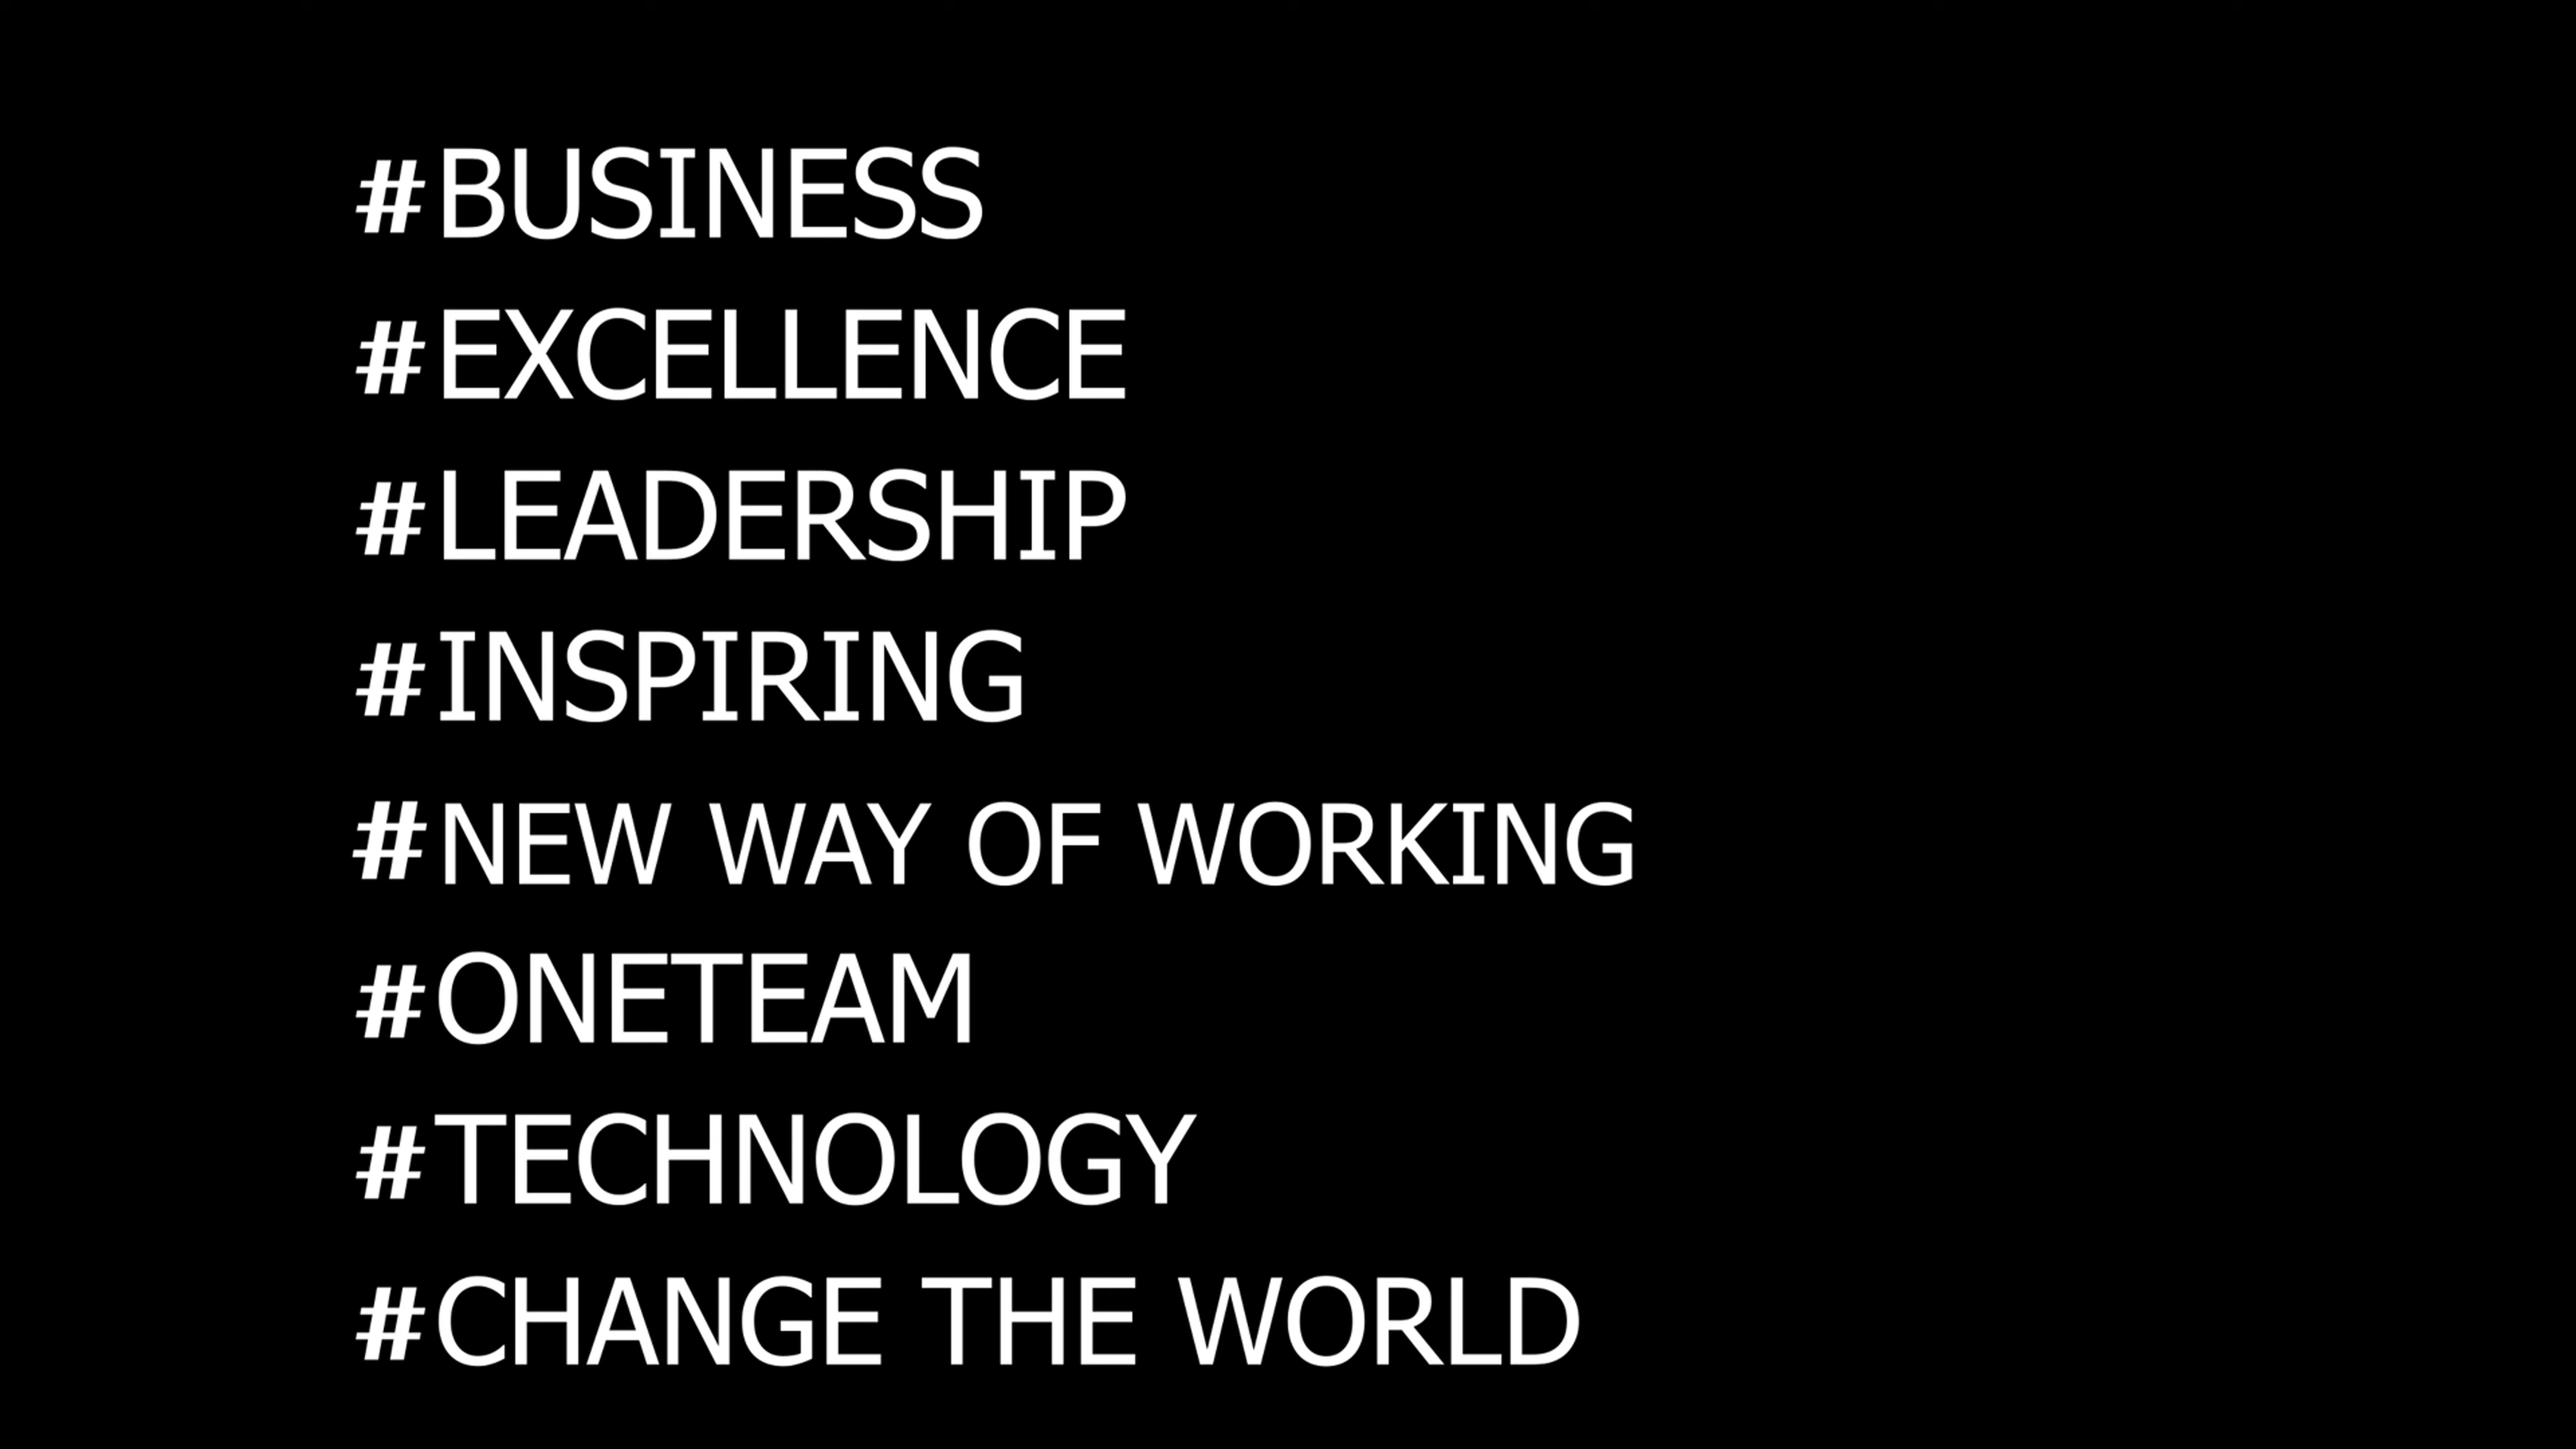 #BUSINESS
#EXCELLENCE
#LEADERSHIP
#INSPIRING
#NEW WAY OF WORKING
#ONETEAM
#TECHNOLOGY
#CHANGE THE WORLD